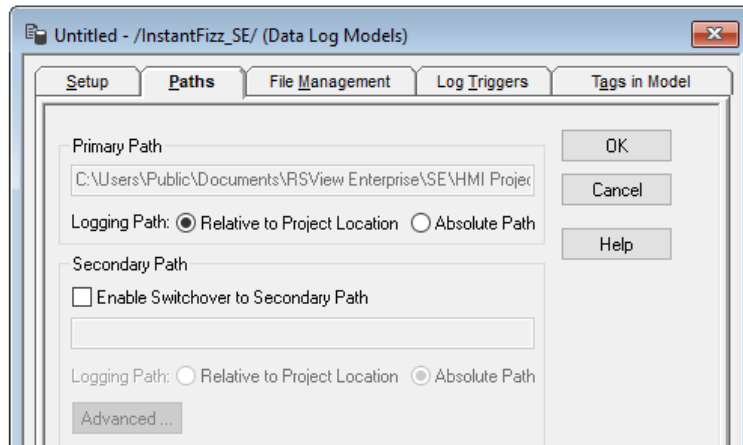 Untitled - /InstantFizz_SE/ (Data Log Models)
Setup Paths File Management Log Triggers Tags in Model
Primary Path
OK
C:\Users\Public\Documents\RSView Enterprise\SE\HMI Projec
Cancel
Logging Path: Relative to Project Location Absolute Path
Help
Secondary Path
Enable Switchover to Secondary Path
Logging Path: Relative to Project Location Absolute Path
Advanced ...